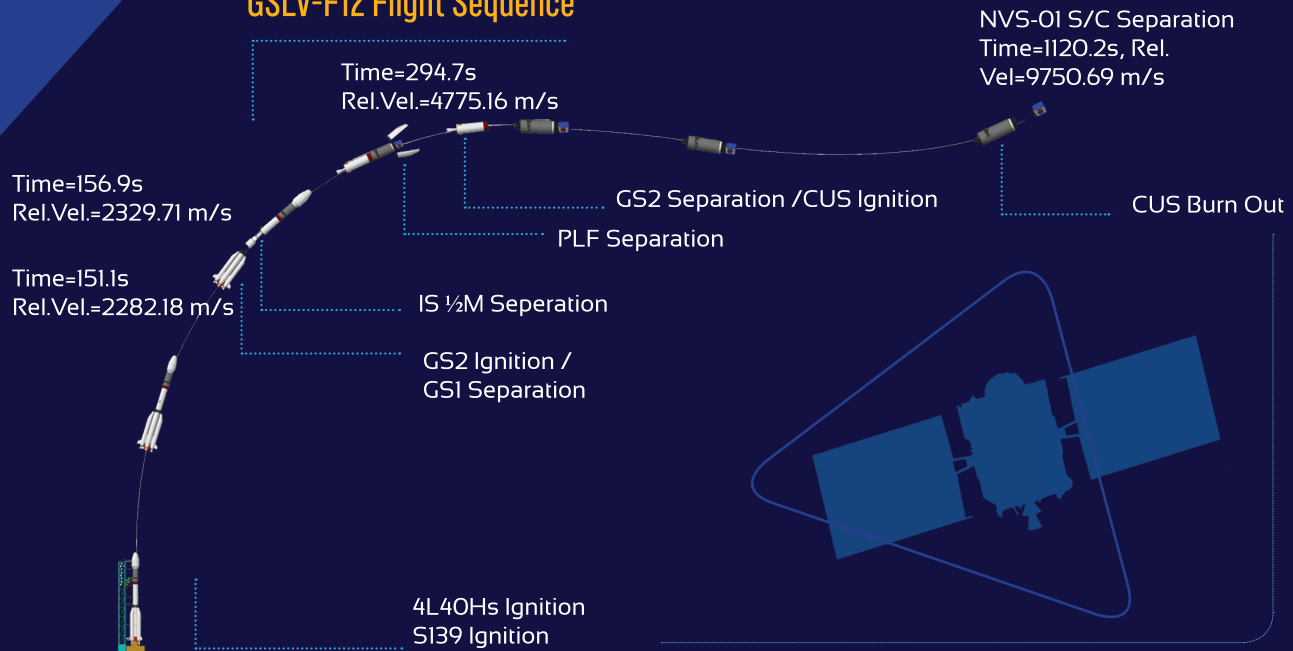 GSLV-F12 Flight Sequence
NVS-01 S/C Separation
Time=1120.2s, Rel.
Vel=9750.69 m/s
Time=294.7s
Rel.Vel.=4775.16 m/s
Time=156.9s
Rel.Vel.=2329.71 m/s
GS2 Separation /CUS Ignition
CUS Burn Out
PLF Separation
Time=151.1s
Rel.Vel.=2282.18 m/s
IS ½M Seperation
GS2 Ignition /
GS1 Separation
4L40Hs Ignition
S139 Ignition